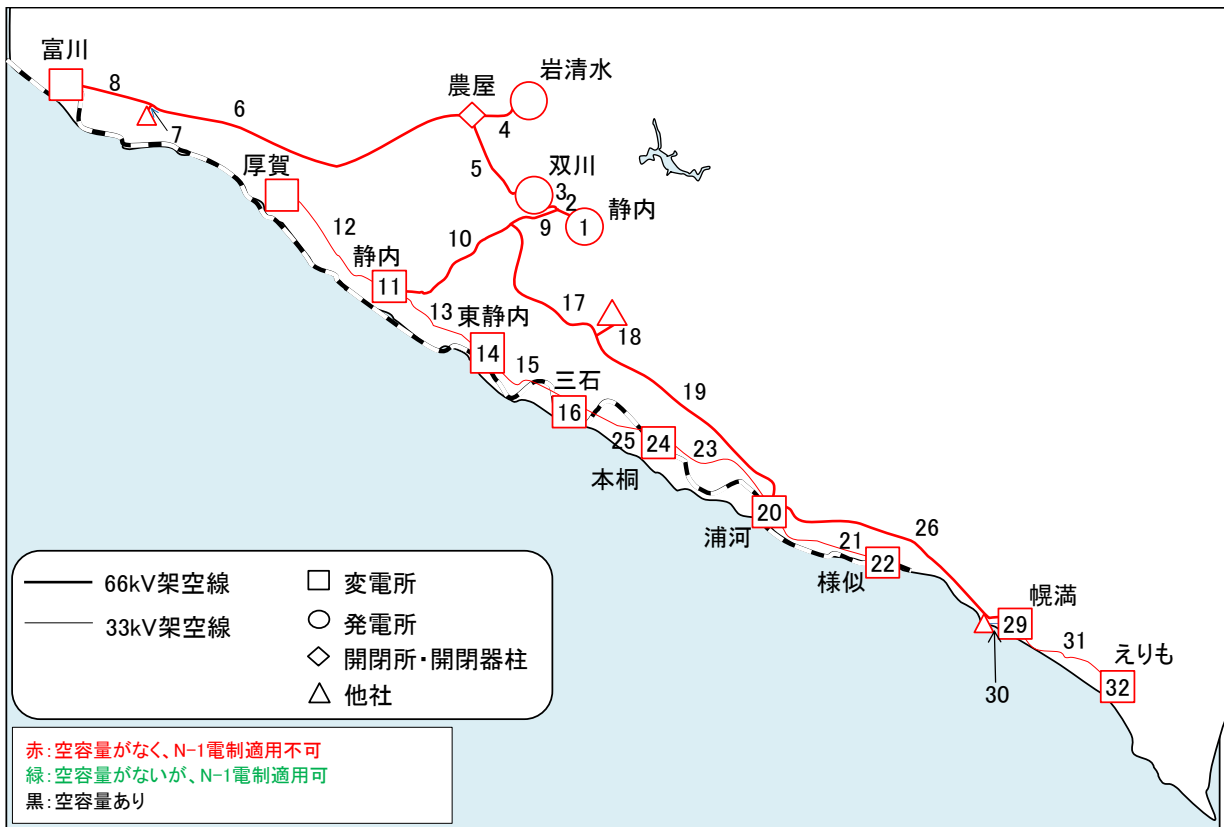 富川
8
6
7
農屋
岩清水
4
5
双川
3
2
静内
1
9
10
厚賀
12
静内
11
13
東静内
14
15
三石
16
17
18
19
25
24
23
本桐
20
浦河
26
21
22
様似
幌満
29
30
31
えりも
32
66kV架空線
33kV架空線
変電所
発電所
開閉所・開閉器柱
他社
赤：空容量がなく、N-1電制適用不可
緑：空容量がないが、N-1電制適用可
黒：空容量あり